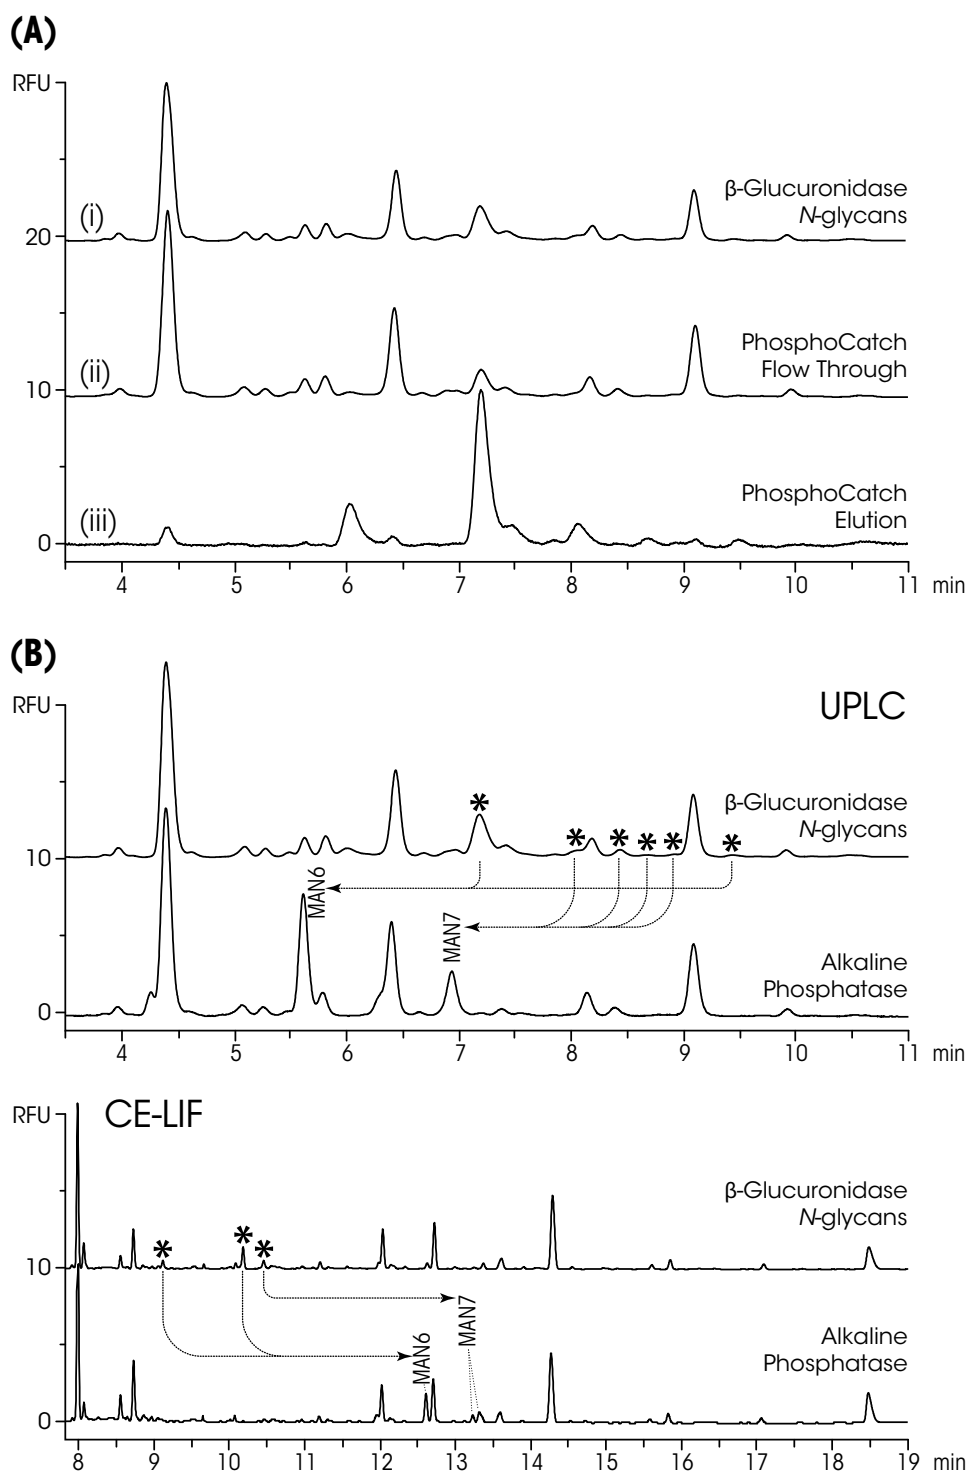 (A)
RFU
20
10
0
(i)
β-Glucuronidase
N-glycans
(ii)
PhosphoCatch
Flow Through
(iii)
PhosphoCatch
Elution
4 5 6 7 8 9 10 11 min
(B)
RFU
UPLC
10
0
* * * * * *
β-Glucuronidase
N-glycans
MAN6
MAN7
Alkaline
Phosphatase
4 5 6 7 8 9 10 11 min
RFU
CE-LIF
10
0
* * *
β-Glucuronidase
N-glycans
MAN7
MAN6
Alkaline
Phosphatase
8 9 10 11 12 13 14 15 16 17 18 19 min